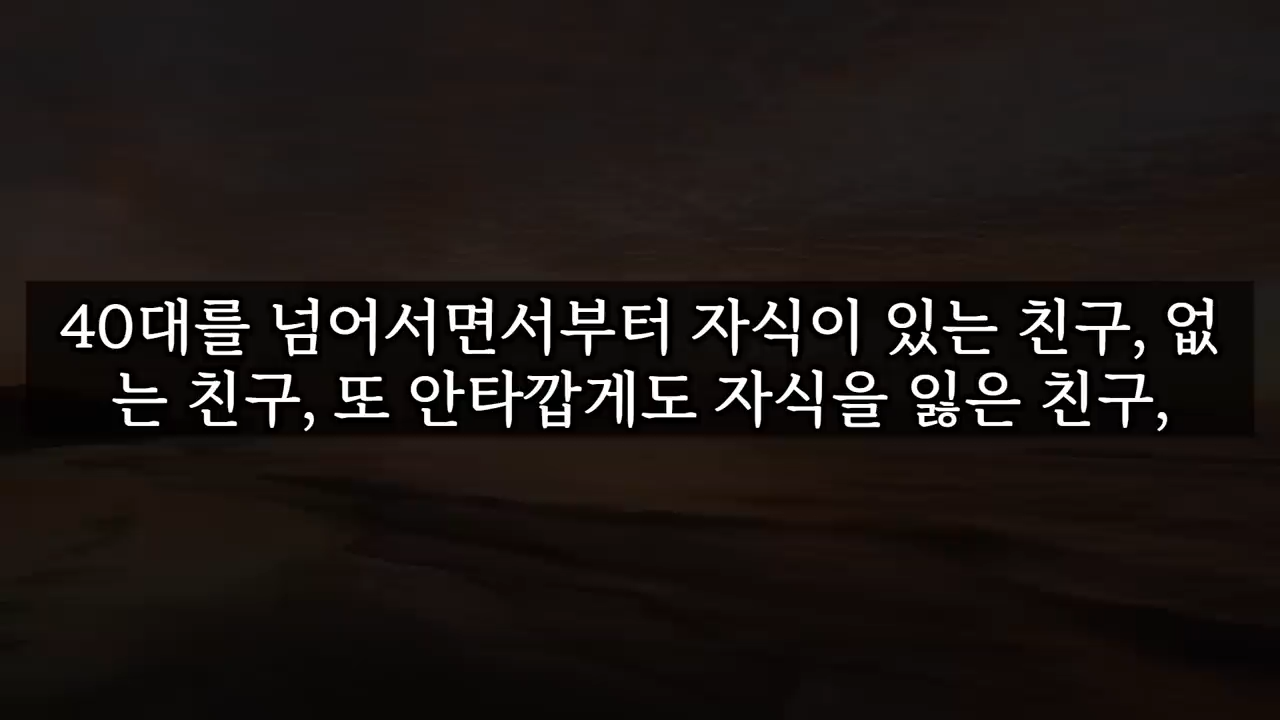 40대를 넘어서면서부터 자식이 있는 친구, 없
는 친구, 또 안타깝게도 자식을 잃은 친구,